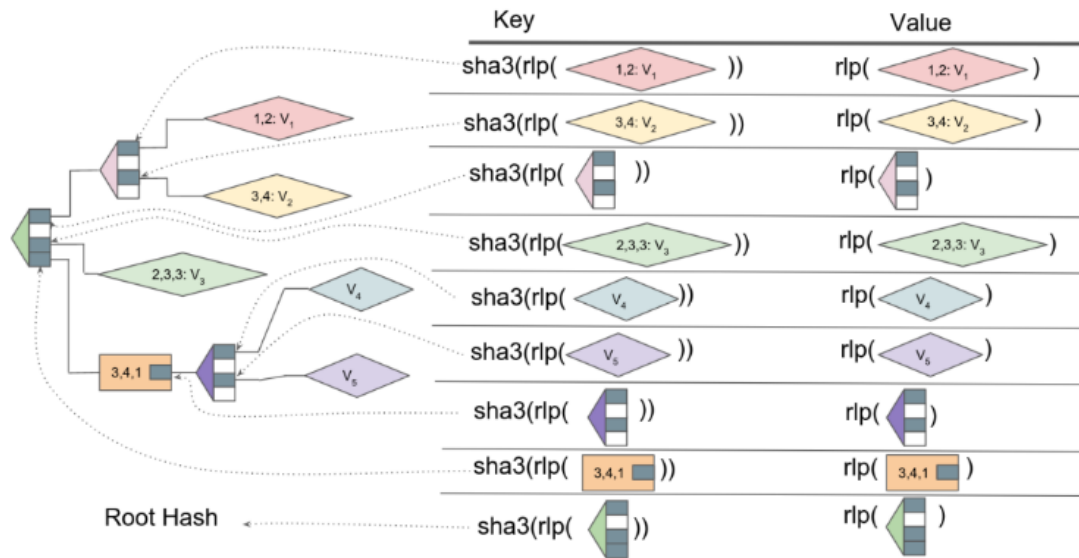 Key Value
sha3(rlp( 1,2: V₁ )) rlp( 1,2: V₁ )
1,2: V₁
sha3(rlp( 3,4: V₂ )) rlp( 3,4: V₂ )
sha3(rlp( )) rlp( )
3,4: V₂
sha3(rlp( 2,3,3: V₃ )) rlp( 2,3,3: V₃ )
2,3,3: V₃
sha3(rlp( V₄ )) rlp( V₄ )
V₄
sha3(rlp( V₅ )) rlp( V₅ )
3,4,1
V₅
sha3(rlp( )) rlp( )
sha3(rlp( 3,4,1 )) rlp( 3,4,1 )
Root Hash sha3(rlp( )) rlp( )